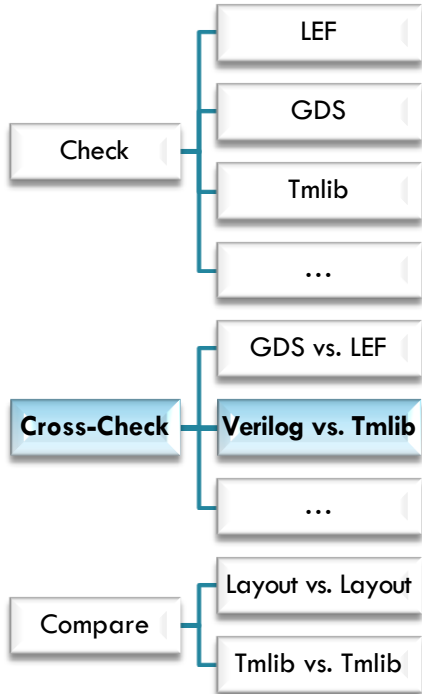 LEF
GDS
Check
Tmlib
...
GDS vs. LEF
Cross-Check
Verilog vs. Tmlib
...
Layout vs. Layout
Compare
Tmlib vs. Tmlib